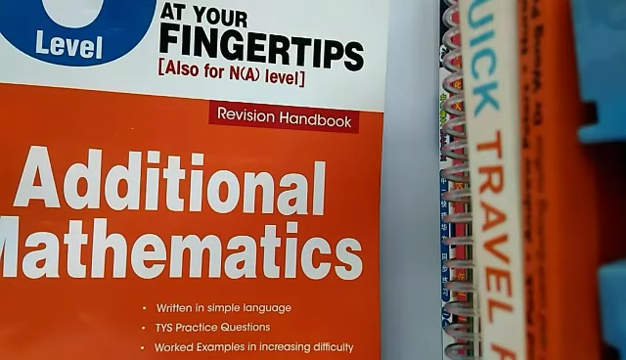 Level
AT YOUR
FINGERTIPS
[Also for N(A) level]
Revision Handbook
Additional
Mathematics
• Written in simple language
• TYS Practice Questions
• Worked Examples in increasing difficulty
UICK TRAVEL